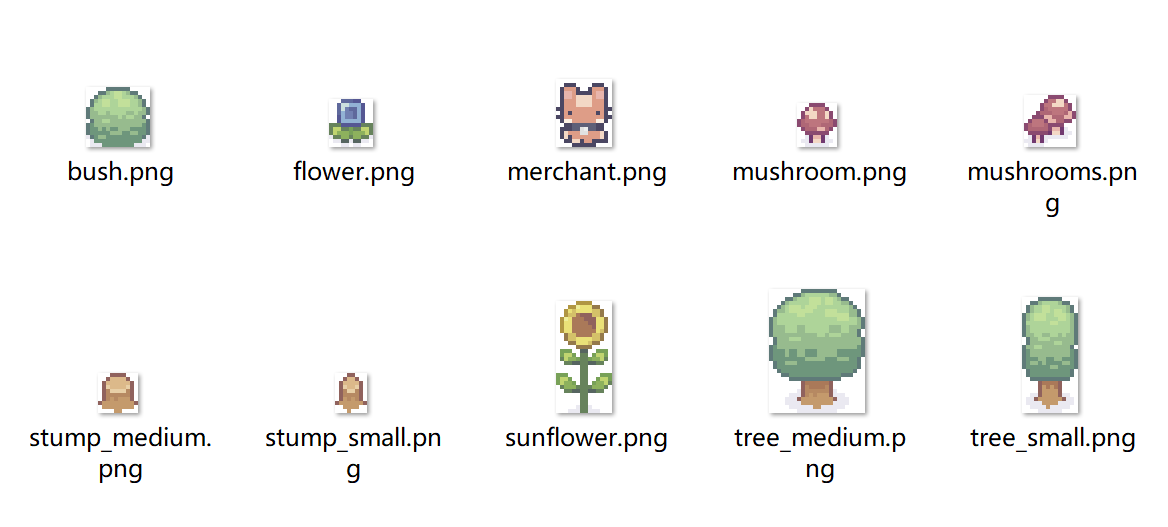 bush.png
flower.png
merchant.png
mushroom.png
mushrooms.pn
g
stump_medium.
png
stump_small.pn
g
sunflower.png
tree_medium.p
ng
tree_small.png